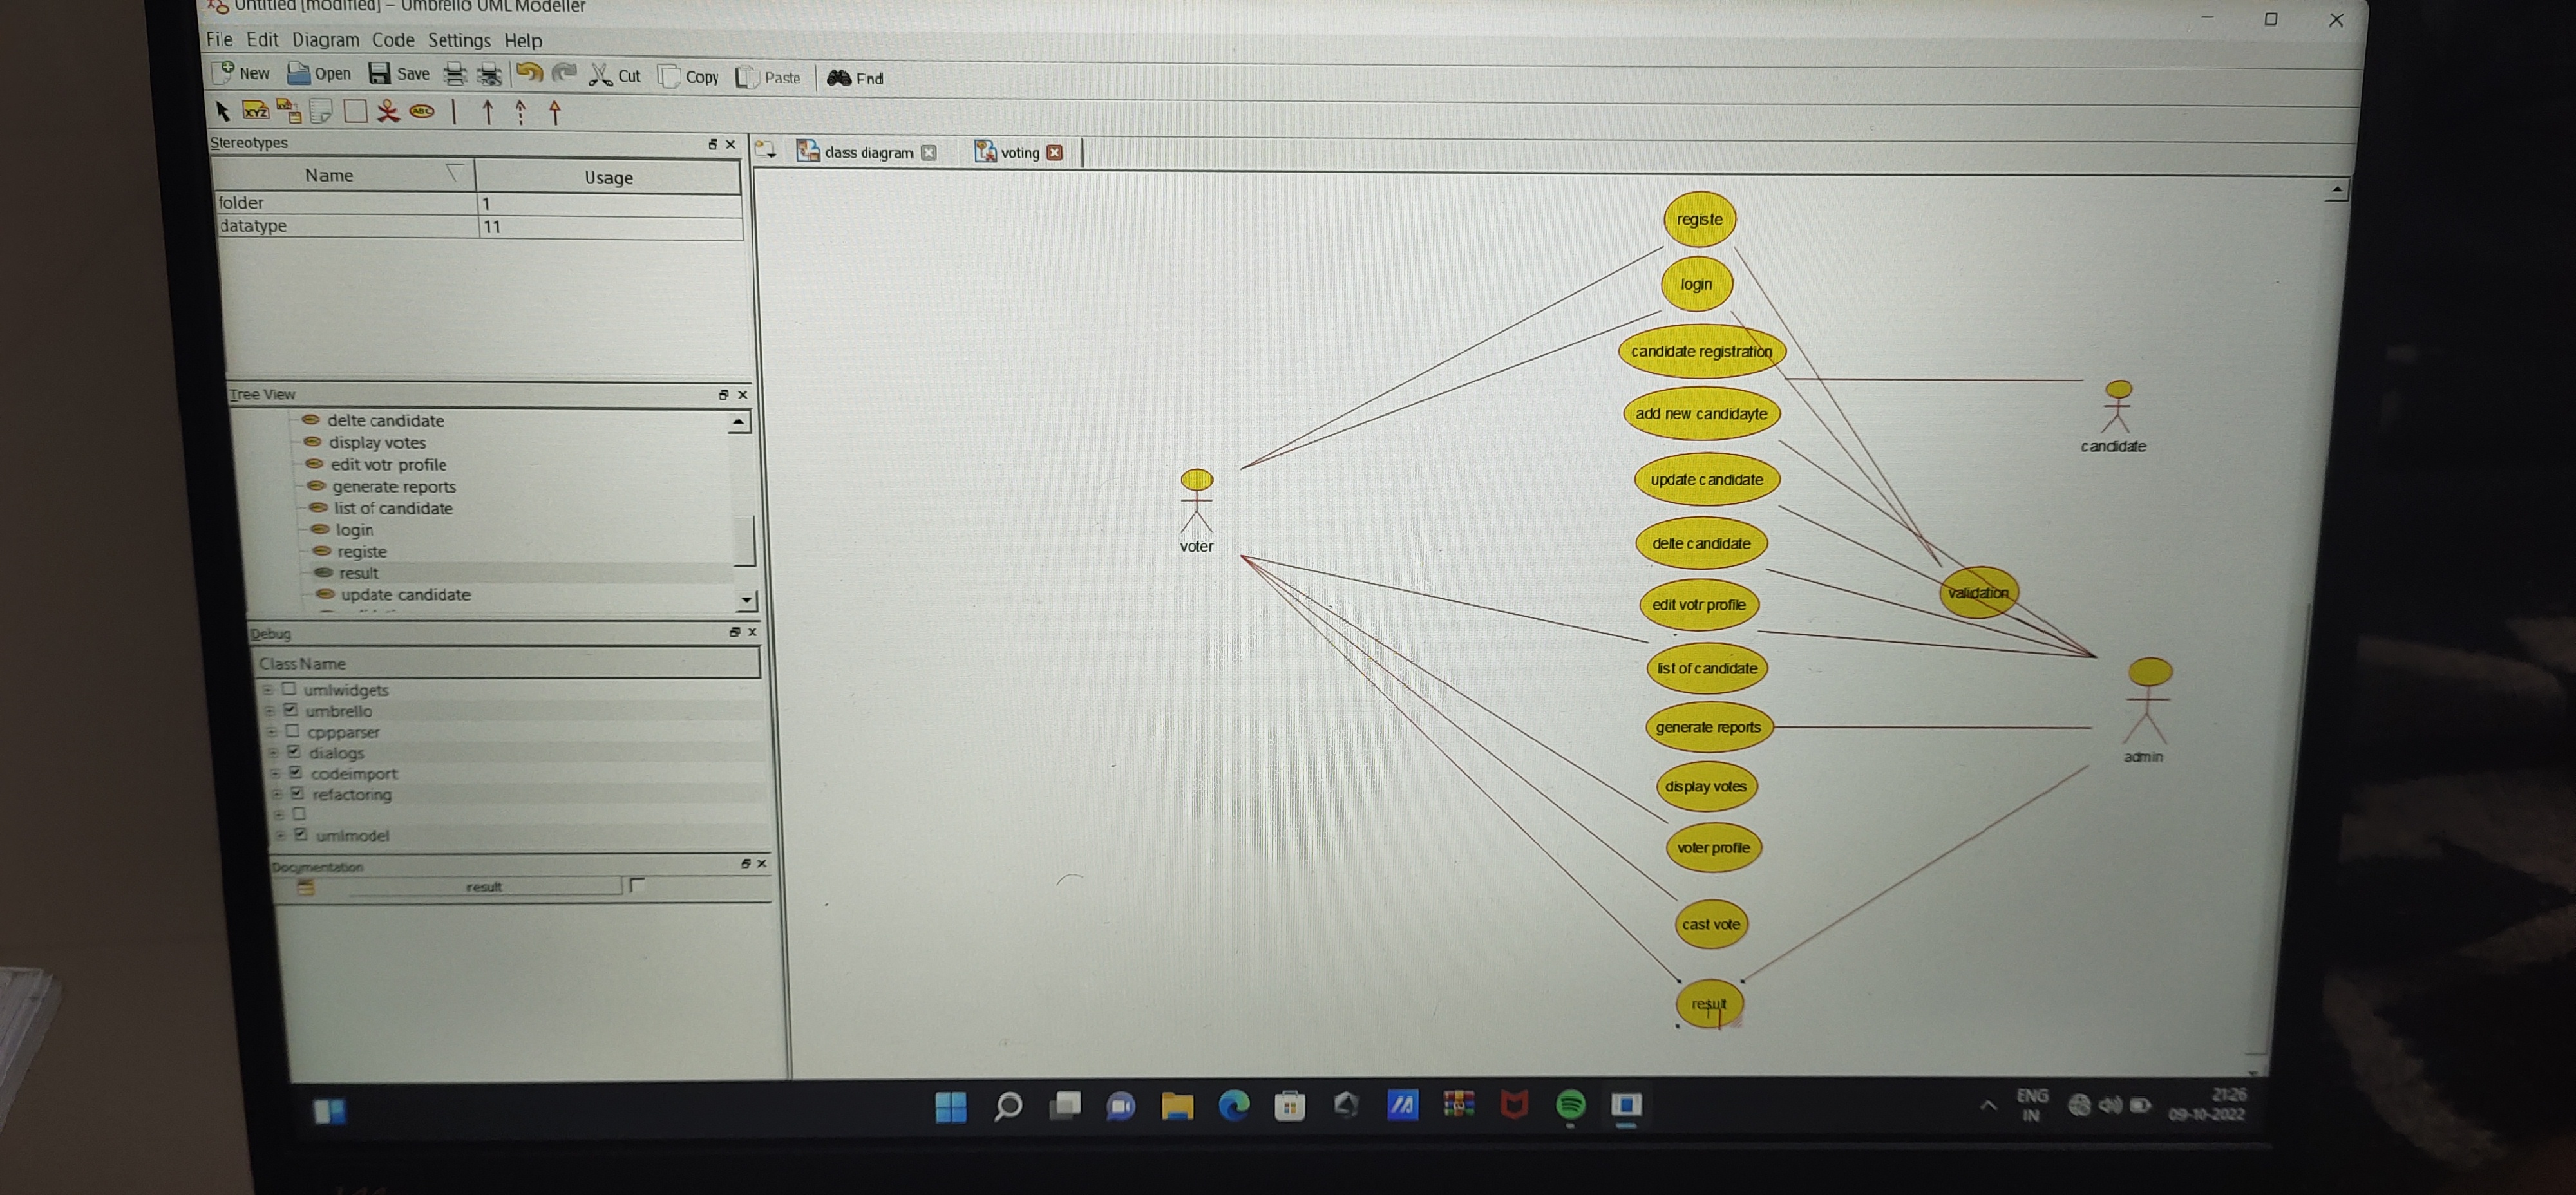 Untitled [modified] – Umbrello UML Modeller
File Edit Diagram Code Settings Help
New Open Save Cut Copy Paste Find
XYZ ABC
Stereotypes
Name Usage
folder 1
datatype 11
Tree View
delte candidate
display votes
edit votr profile
generate reports
list of candidate
login
registe
result
update candidate
Debug
Class Name
umlwidgets
umbrello
cppparser
dialogs
codeimport
refactoring
umlmodel
Documentation
result
class diagram voting
registe
login
candidate registration
add new candidayte
update candidate
delte candidate
edit votr profile
list of candidate
generate reports
display votes
voter profile
cast vote
result
voter
candidate
validation
admin
ENG
IN
21:26
09-10-2022